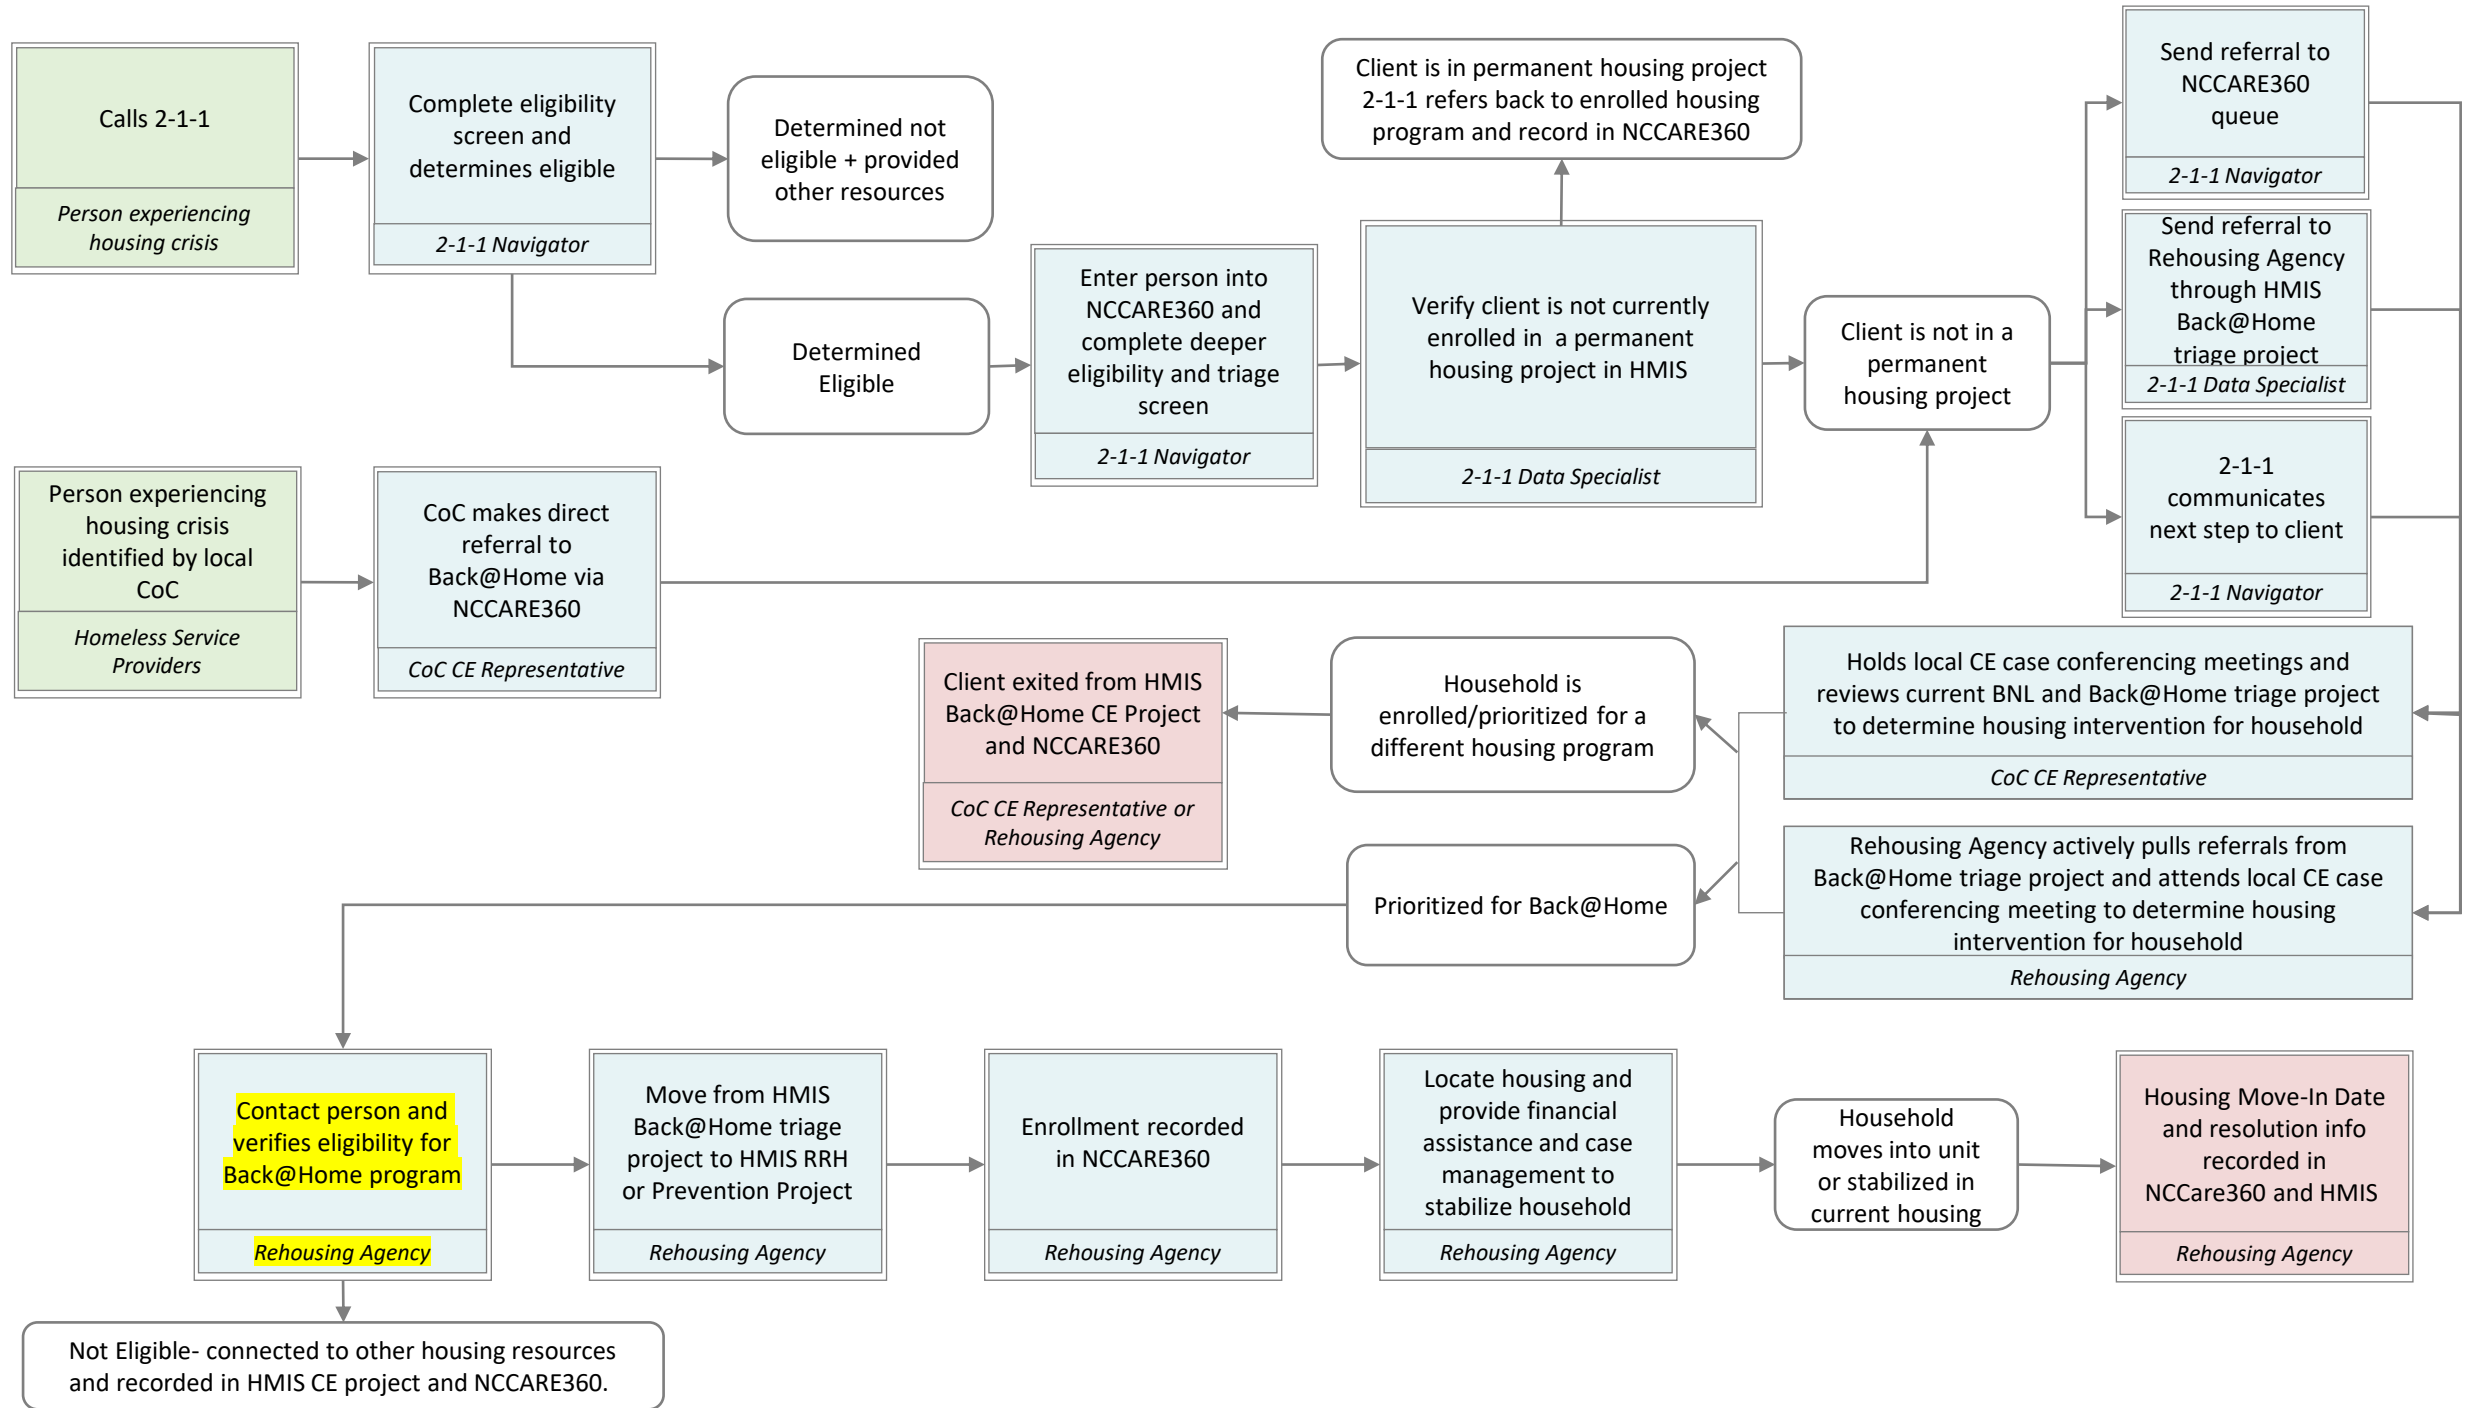 Calls 2-1-1
Person experiencing
housing crisis
Complete eligibility
screen and
determines eligible
2-1-1 Navigator
Determined not
eligible + provided
other resources
Client is in permanent housing project
2-1-1 refers back to enrolled housing
program and record in NCCARE360
Send referral to
NCCARE360
queue
2-1-1 Navigator
Determined
Eligible
Enter person into
NCCARE360 and
complete deeper
eligibility and triage
screen
2-1-1 Navigator
Verify client is not currently
enrolled in a permanent
housing project in HMIS
2-1-1 Data Specialist
Client is not in a
permanent
housing project
Send referral to
Rehousing Agency
through HMIS
Back@Home
triage project
2-1-1 Data Specialist
2-1-1
communicates
next step to client
2-1-1 Navigator
Person experiencing
housing crisis
identified by local
CoC
Homeless Service
Providers
CoC makes direct
referral to
Back@Home via
NCCARE360
CoC CE Representative
Client exited from HMIS
Back@Home CE Project
and NCCARE360
CoC CE Representative or
Rehousing Agency
Household is
enrolled/prioritized for a
different housing program
Holds local CE case conferencing meetings and
reviews current BNL and Back@Home triage project
to determine housing intervention for household
CoC CE Representative
Prioritized for Back@Home
Rehousing Agency actively pulls referrals from
Back@Home triage project and attends local CE case
conferencing meeting to determine housing
intervention for household
Rehousing Agency
Contact person and
verifies eligibility for
Back@Home program
Rehousing Agency
Move from HMIS
Back@Home triage
project to HMIS RRH
or Prevention Project
Rehousing Agency
Enrollment recorded
in NCCARE360
Rehousing Agency
Locate housing and
provide financial
assistance and case
management to
stabilize household
Rehousing Agency
Household
moves into unit
or stabilized in
current housing
Housing Move-In Date
and resolution info
recorded in
NCCare360 and HMIS
Rehousing Agency
Not Eligible- connected to other housing resources
and recorded in HMIS CE project and NCCARE360.